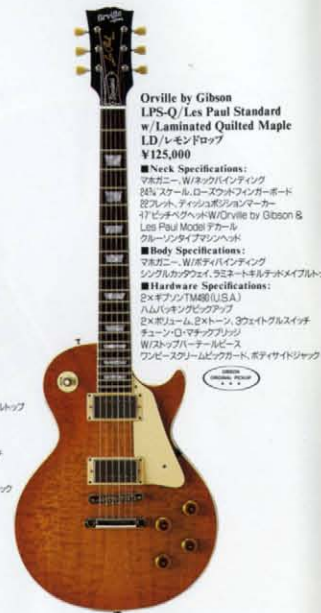 Orville
Orville by Gibson
LPS-Q/Les Paul Standard
w/Laminated Quilted Maple
LD/レモンドロップ
¥125,000
■Neck Specifications:
マホガニー、W/ネックバインディング
24¾"スケール、ローズウッドフィンガーボード
22フレット、ディッシュポジションマーカー
17°ピッチペグヘッドW/Orville by Gibson &
Les Paul Model デカール
クルーソンタイプマシンヘッド
■Body Specifications:
マホガニー、W/ボディバインディング
シングルカッタウェイ、ラミネートキルテッドメイプルトッ
■Hardware Specifications:
2×ギブソンTM490(U.S.A.)
ハムバッキングピックアップ
2×ボリューム、2×トーン、3ウェイトグルスイッチ
チューン・O・マチックブリッジ
W/ストップバーテールピース
ワンピースクリームピックガード、ボディサイドジャック
GIBSON
ORIGINAL PICKUP
ルトップ
ック